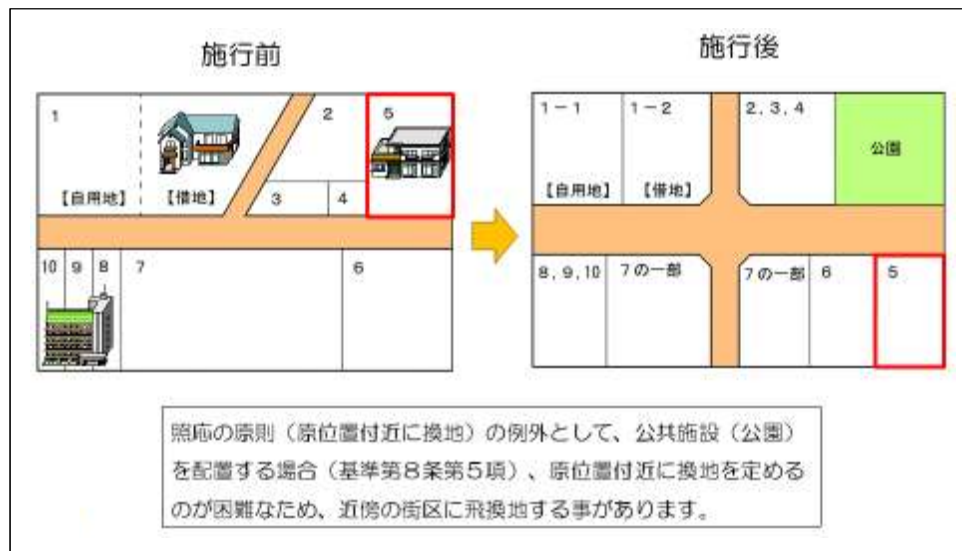 施行前
施行後
1
2
5
【自用地】
【借地】
3
4
10
9
8
7
6
1－1
1－2
2，3，4
公園
【自用地】
【借地】
8，9，10
7の一部
7の一部
6
5
照応の原則（原位置付近に換地）の例外として、公共施設（公園）
を配置する場合（基準第８条第５項）、原位置付近に換地を定める
のが困難なため、近傍の街区に飛換地する事があります。